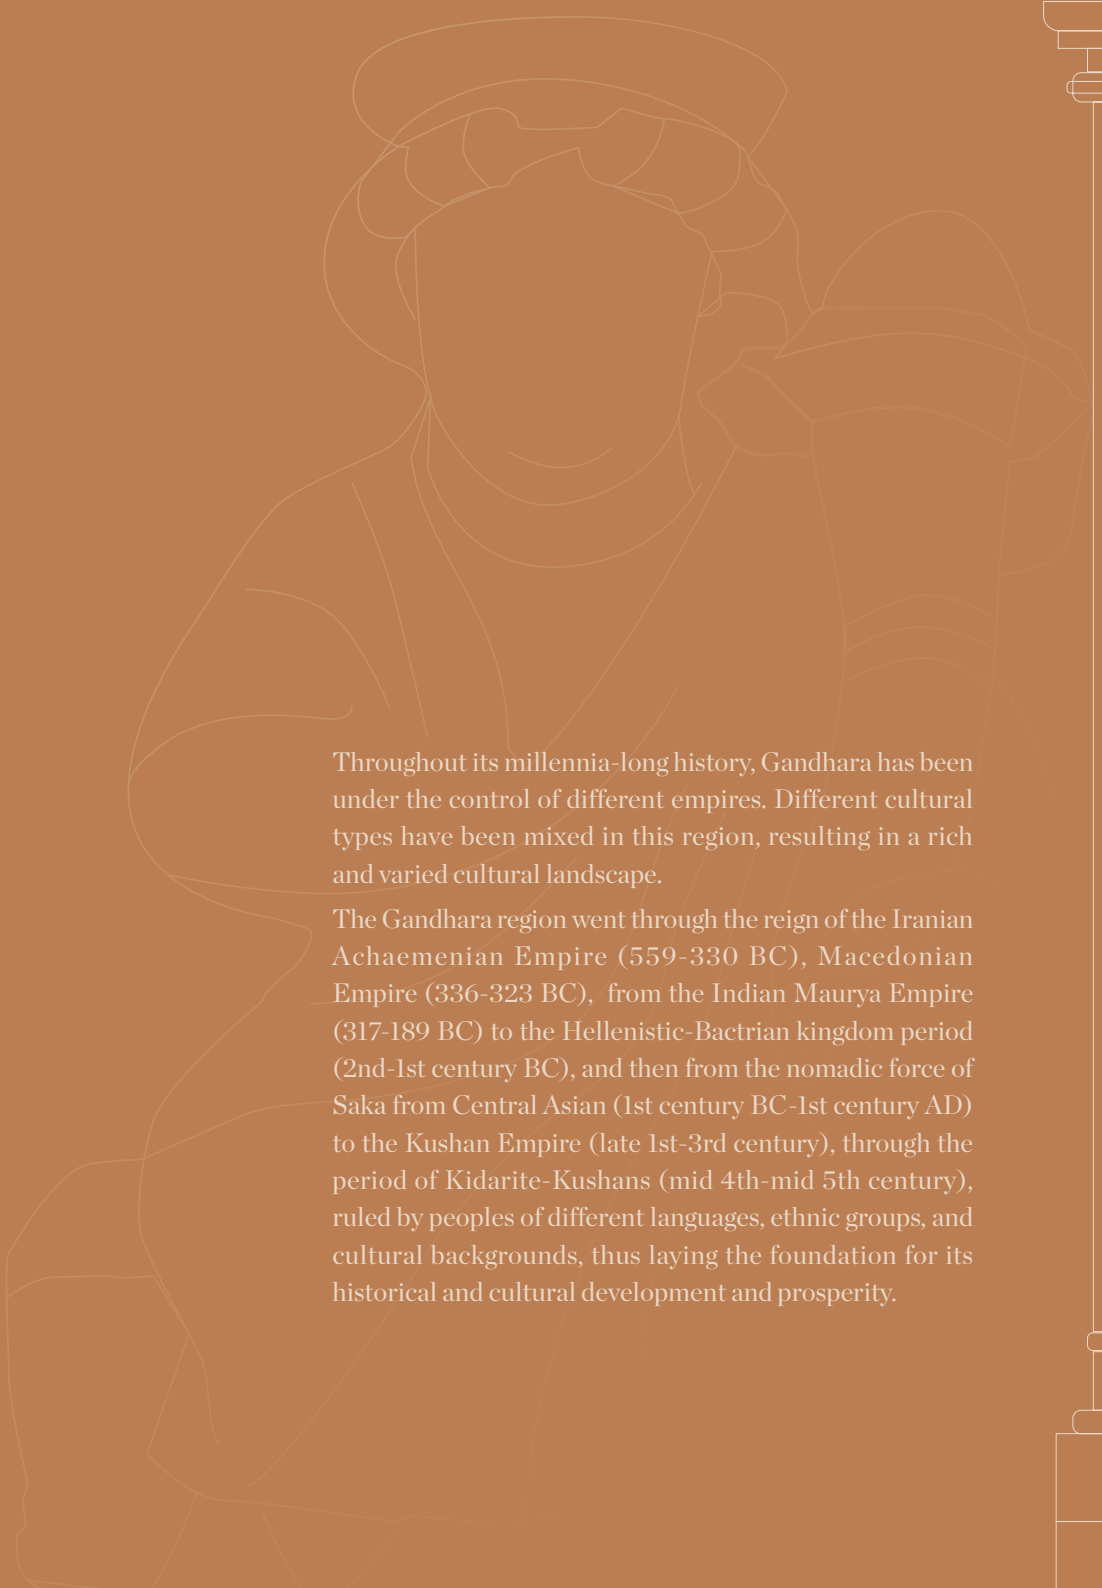 Throughout its millennia-long history, Gandhara has been
under the control of different empires. Different cultural
types have been mixed in this region, resulting in a rich
and varied cultural landscape.
The Gandhara region went through the reign of the Iranian
Achaemenian Empire (559-330 BC), Macedonian
Empire (336-323 BC), from the Indian Maurya Empire
(317-189 BC) to the Hellenistic-Bactrian kingdom period
(2nd-1st century BC), and then from the nomadic force of
Saka from Central Asian (1st century BC-1st century AD)
to the Kushan Empire (late 1st-3rd century), through the
period of Kidarite-Kushans (mid 4th-mid 5th century),
ruled by peoples of different languages, ethnic groups, and
cultural backgrounds, thus laying the foundation for its
historical and cultural development and prosperity.